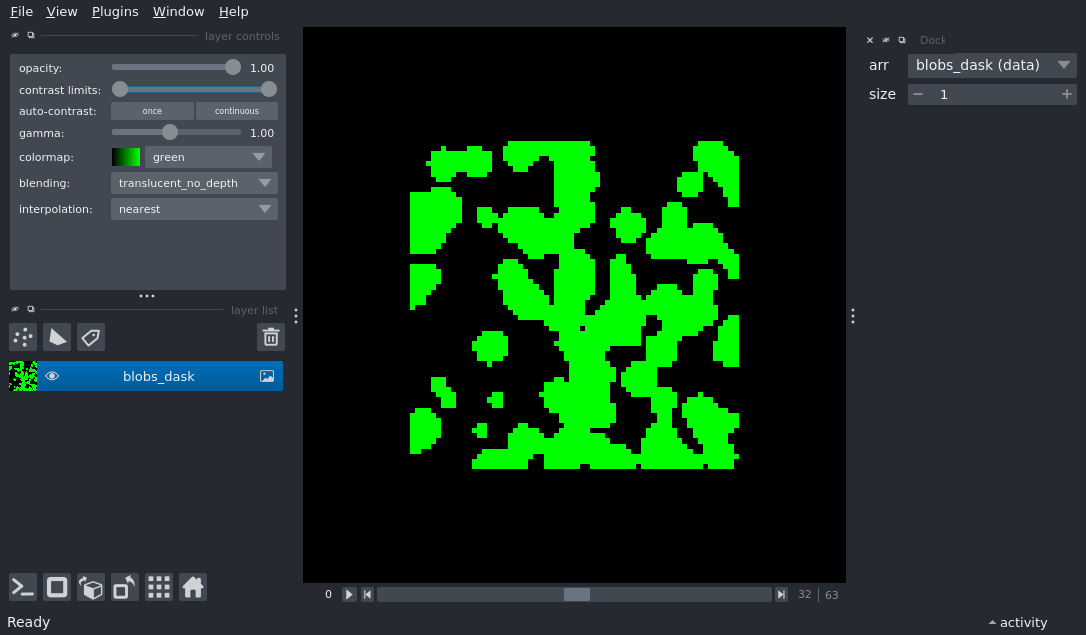 File View Plugins Window Help
layer controls
opacity: 1.00
contrast limits:
auto-contrast: once continuous
gamma: 1.00
colormap: green
blending: translucent_no_depth
interpolation: nearest
layer list
blobs_dask
0 32 63
Dock
arr blobs_dask (data)
size 1
Ready
activity